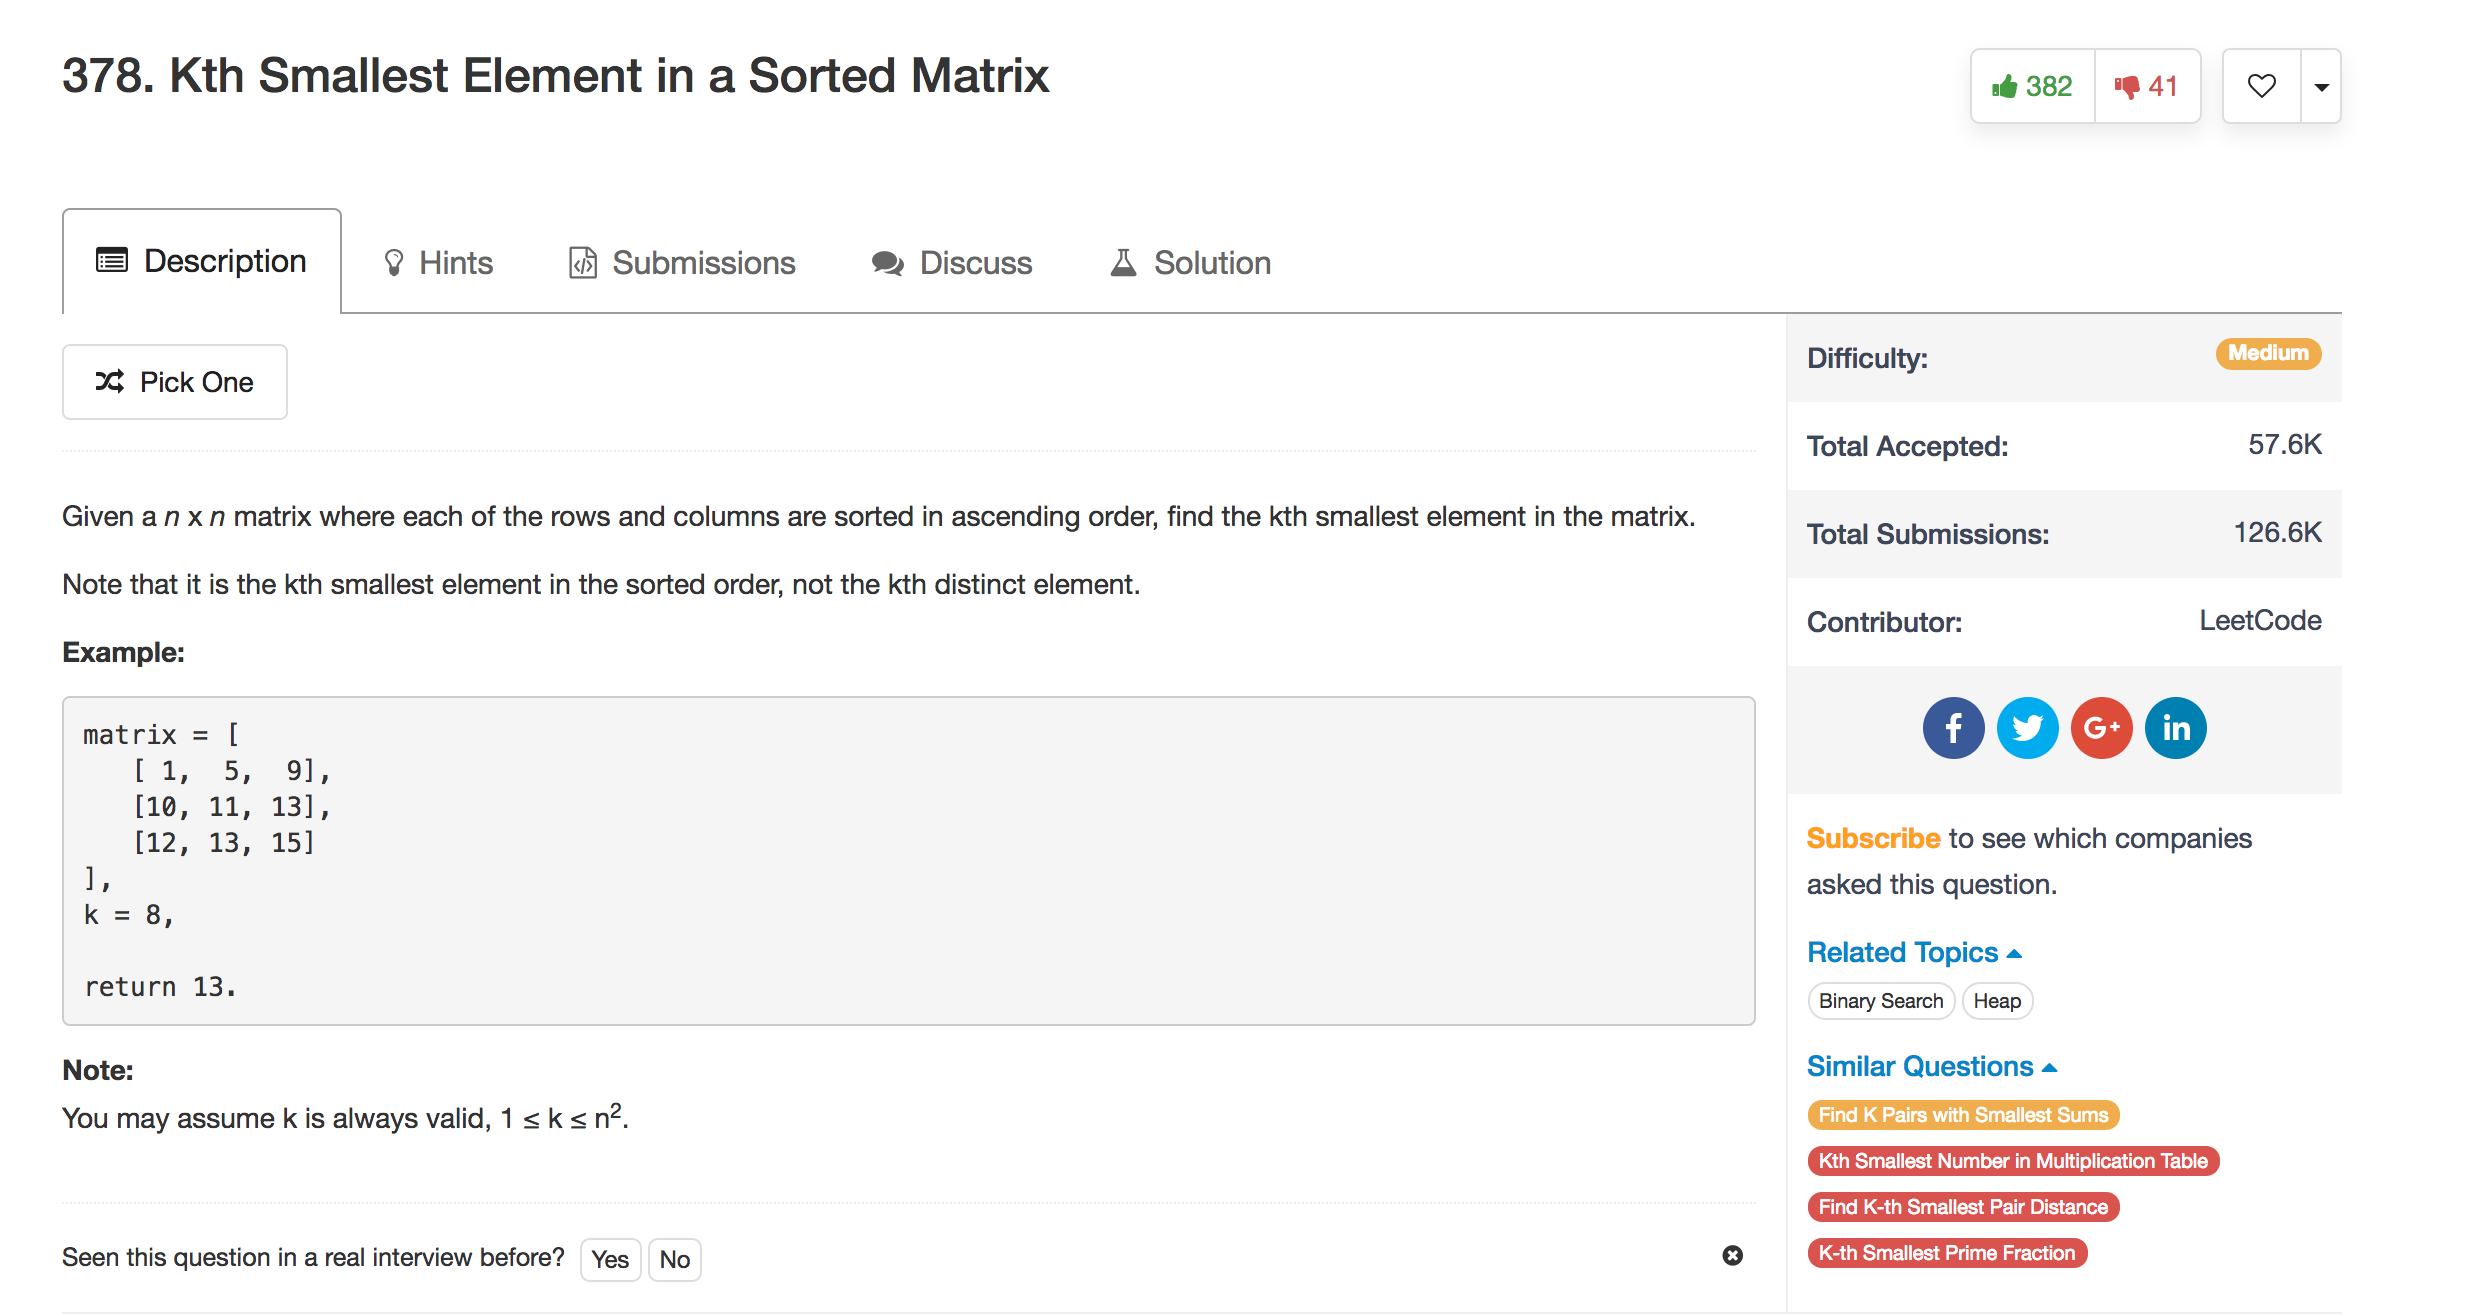 378. Kth Smallest Element in a Sorted Matrix
382
41
Description
Hints
Submissions
Discuss
Solution
Pick One
Given a n x n matrix where each of the rows and columns are sorted in ascending order, find the kth smallest element in the matrix.
Note that it is the kth smallest element in the sorted order, not the kth distinct element.
Example:
matrix = [
   [ 1,  5,  9],
   [10, 11, 13],
   [12, 13, 15]
],
k = 8,
return 13.
Note:
You may assume k is always valid, 1 ≤ k ≤ n².
Seen this question in a real interview before? Yes No
Difficulty: Medium
Total Accepted: 57.6K
Total Submissions: 126.6K
Contributor: LeetCode
f G+ in
Subscribe to see which companies
asked this question.
Related Topics
Binary Search Heap
Similar Questions
Find K Pairs with Smallest Sums
Kth Smallest Number in Multiplication Table
Find K-th Smallest Pair Distance
K-th Smallest Prime Fraction